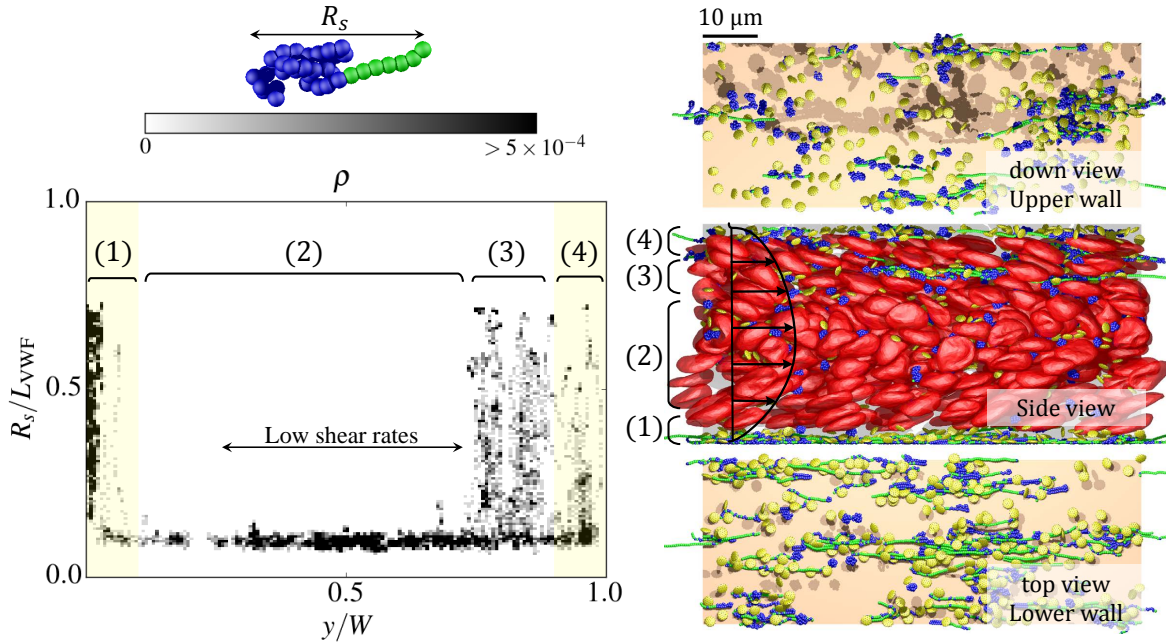 R_s
0
> 5 × 10⁻⁴
ρ
1.0
0.5
0.0
R_s/L_VWF
(1)
(2)
(3)
(4)
Low shear rates
0.5
1.0
y/W
10 μm
down view
Upper wall
(4)
(3)
(2)
(1)
Side view
top view
Lower wall